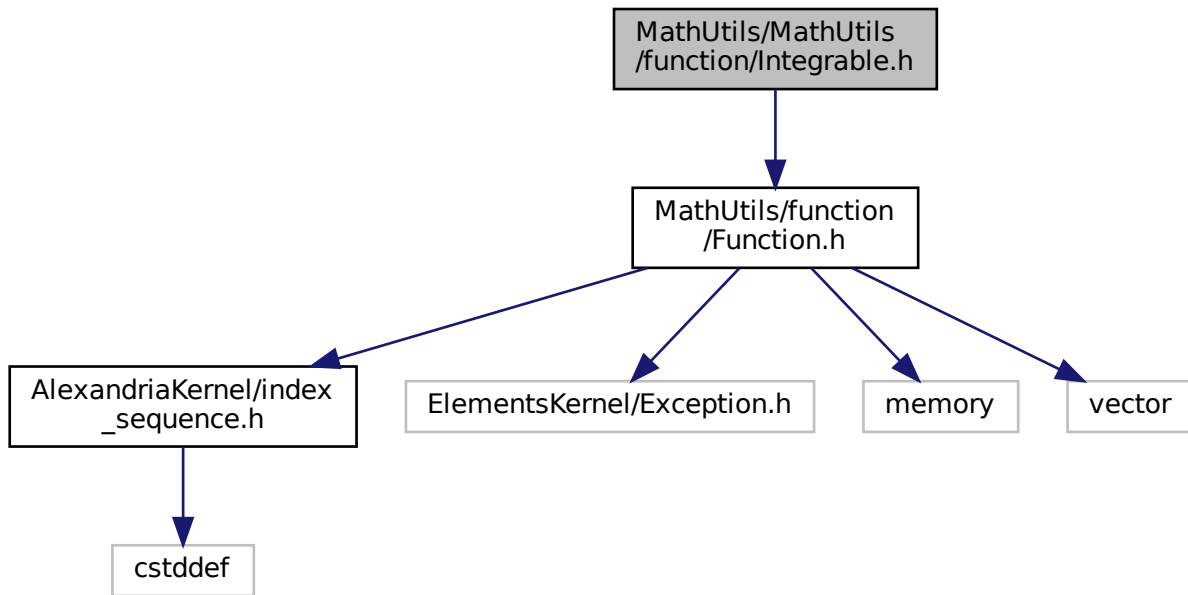 MathUtils/MathUtils
/function/Integrable.h
MathUtils/function
/Function.h
AlexandriaKernel/index
_sequence.h
ElementsKernel/Exception.h
memory
vector
cstddef